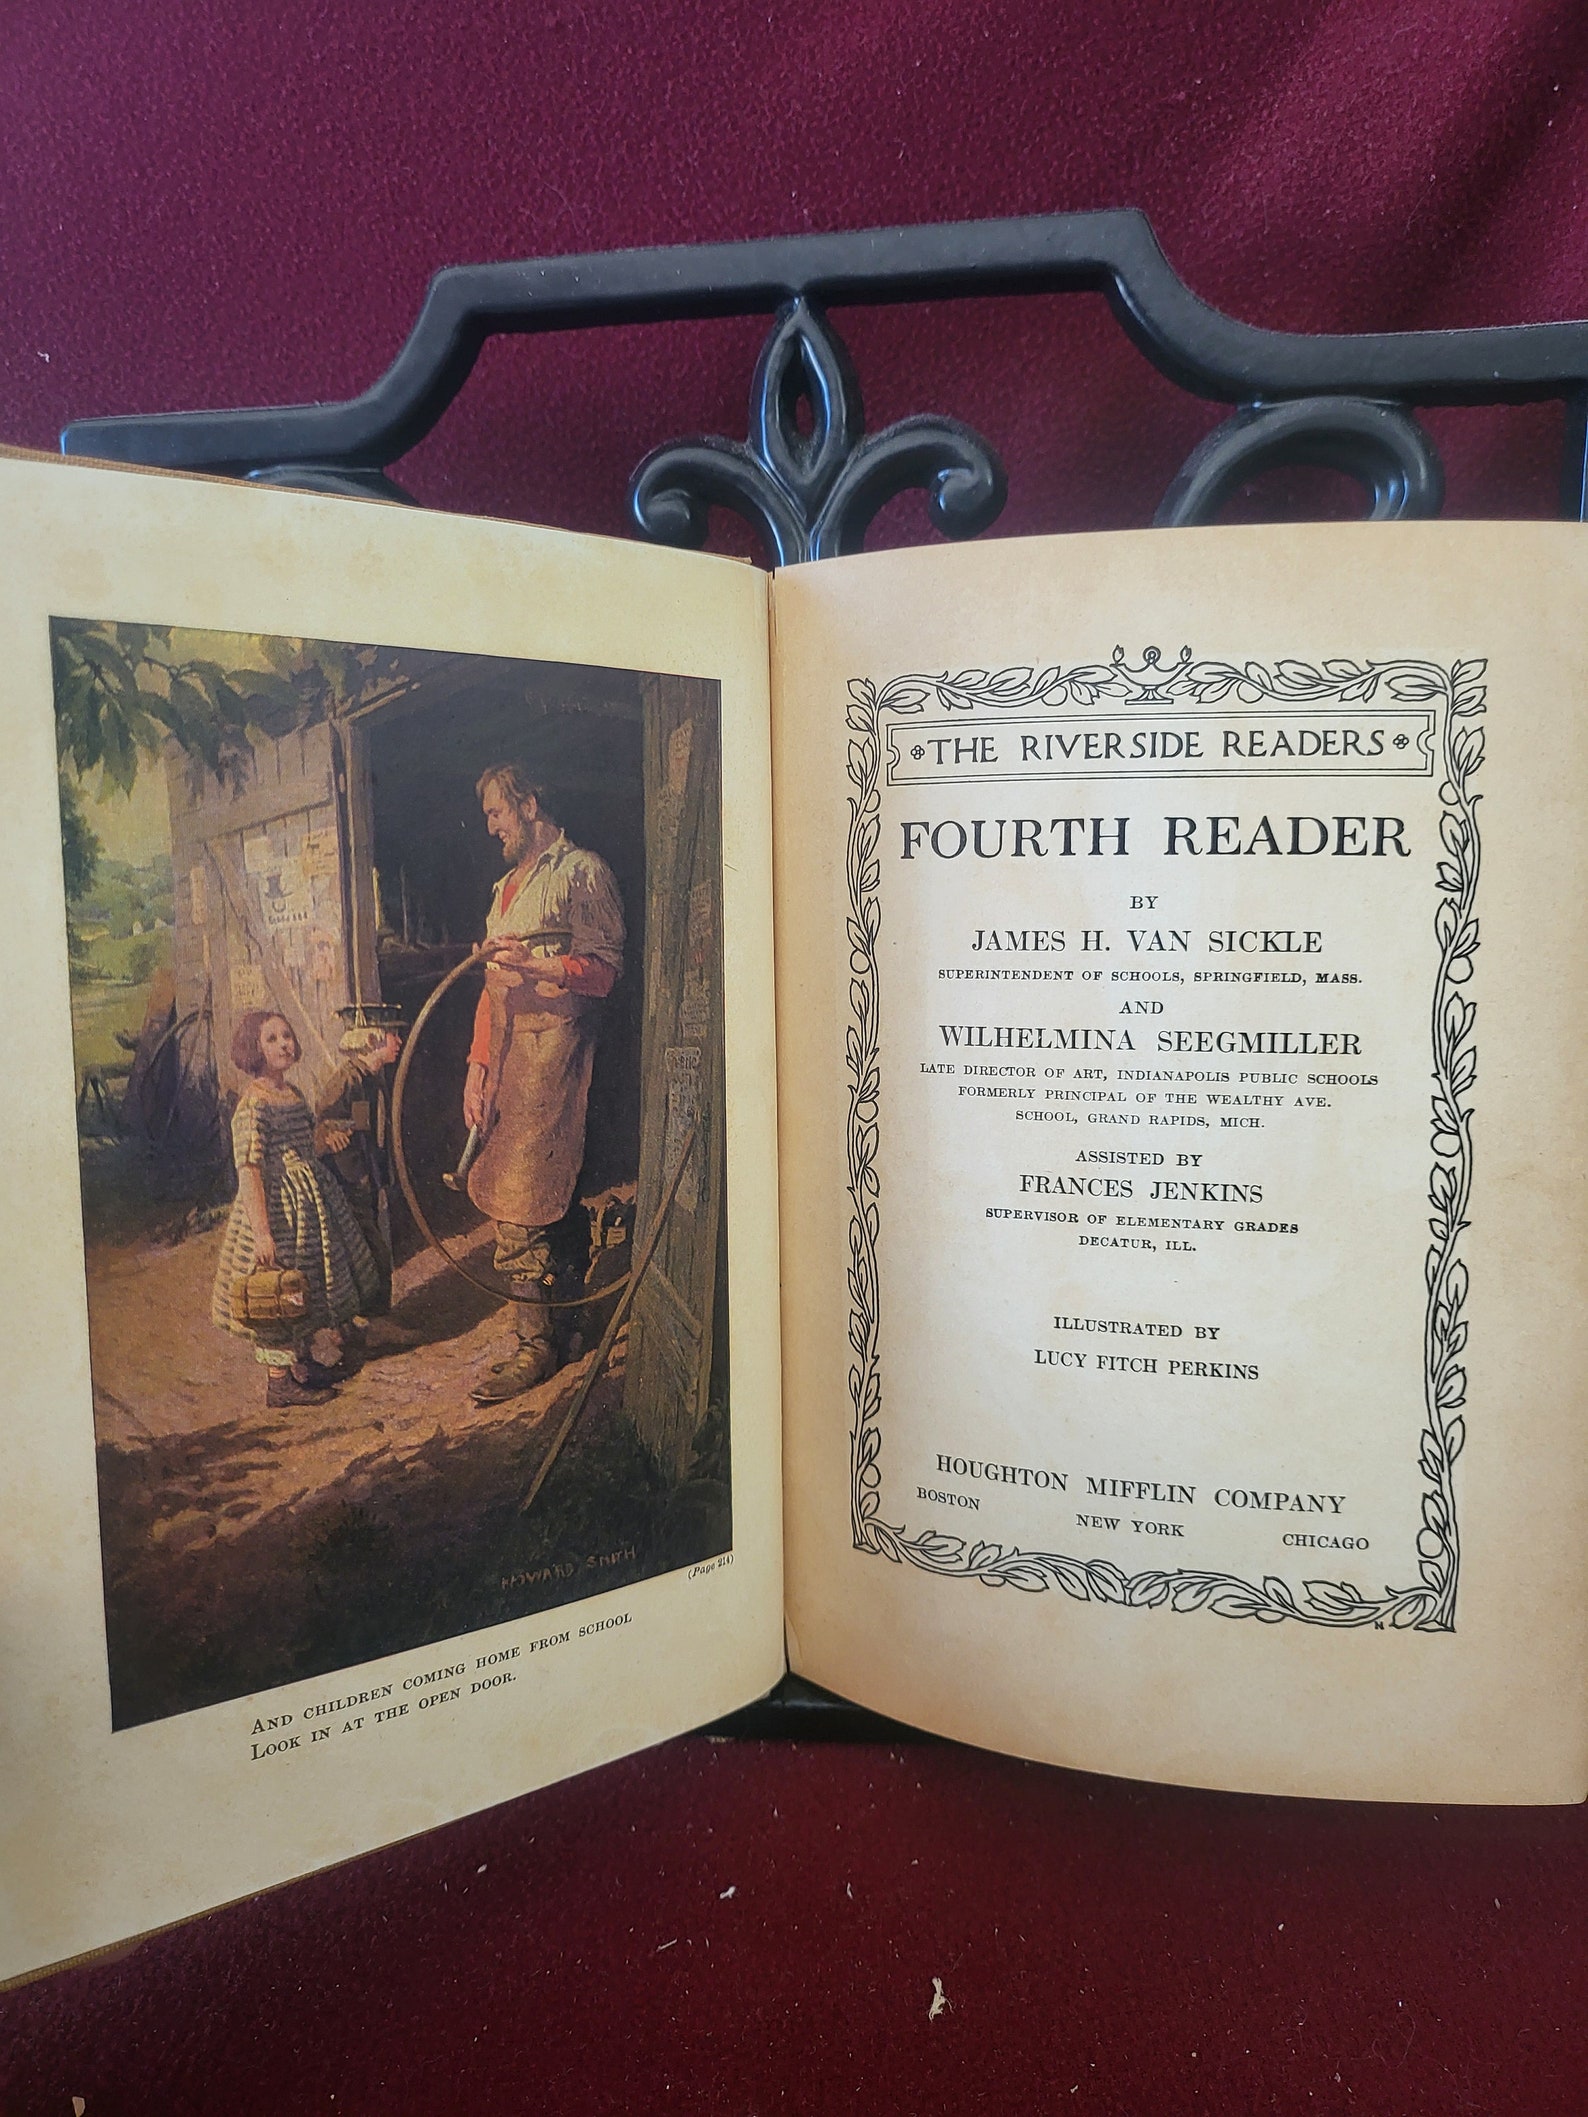 HOWARD SMITH
(Page 214)
AND CHILDREN COMING HOME FROM SCHOOL
LOOK IN AT THE OPEN DOOR.
THE RIVERSIDE READERS
FOURTH READER
BY
JAMES H. VAN SICKLE
SUPERINTENDENT OF SCHOOLS, SPRINGFIELD, MASS.
AND
WILHELMINA SEEGMILLER
LATE DIRECTOR OF ART, INDIANAPOLIS PUBLIC SCHOOLS
FORMERLY PRINCIPAL OF THE WEALTHY AVE.
SCHOOL, GRAND RAPIDS, MICH.
ASSISTED BY
FRANCES JENKINS
SUPERVISOR OF ELEMENTARY GRADES
DECATUR, ILL.
ILLUSTRATED BY
LUCY FITCH PERKINS
HOUGHTON MIFFLIN COMPANY
BOSTON NEW YORK CHICAGO
N